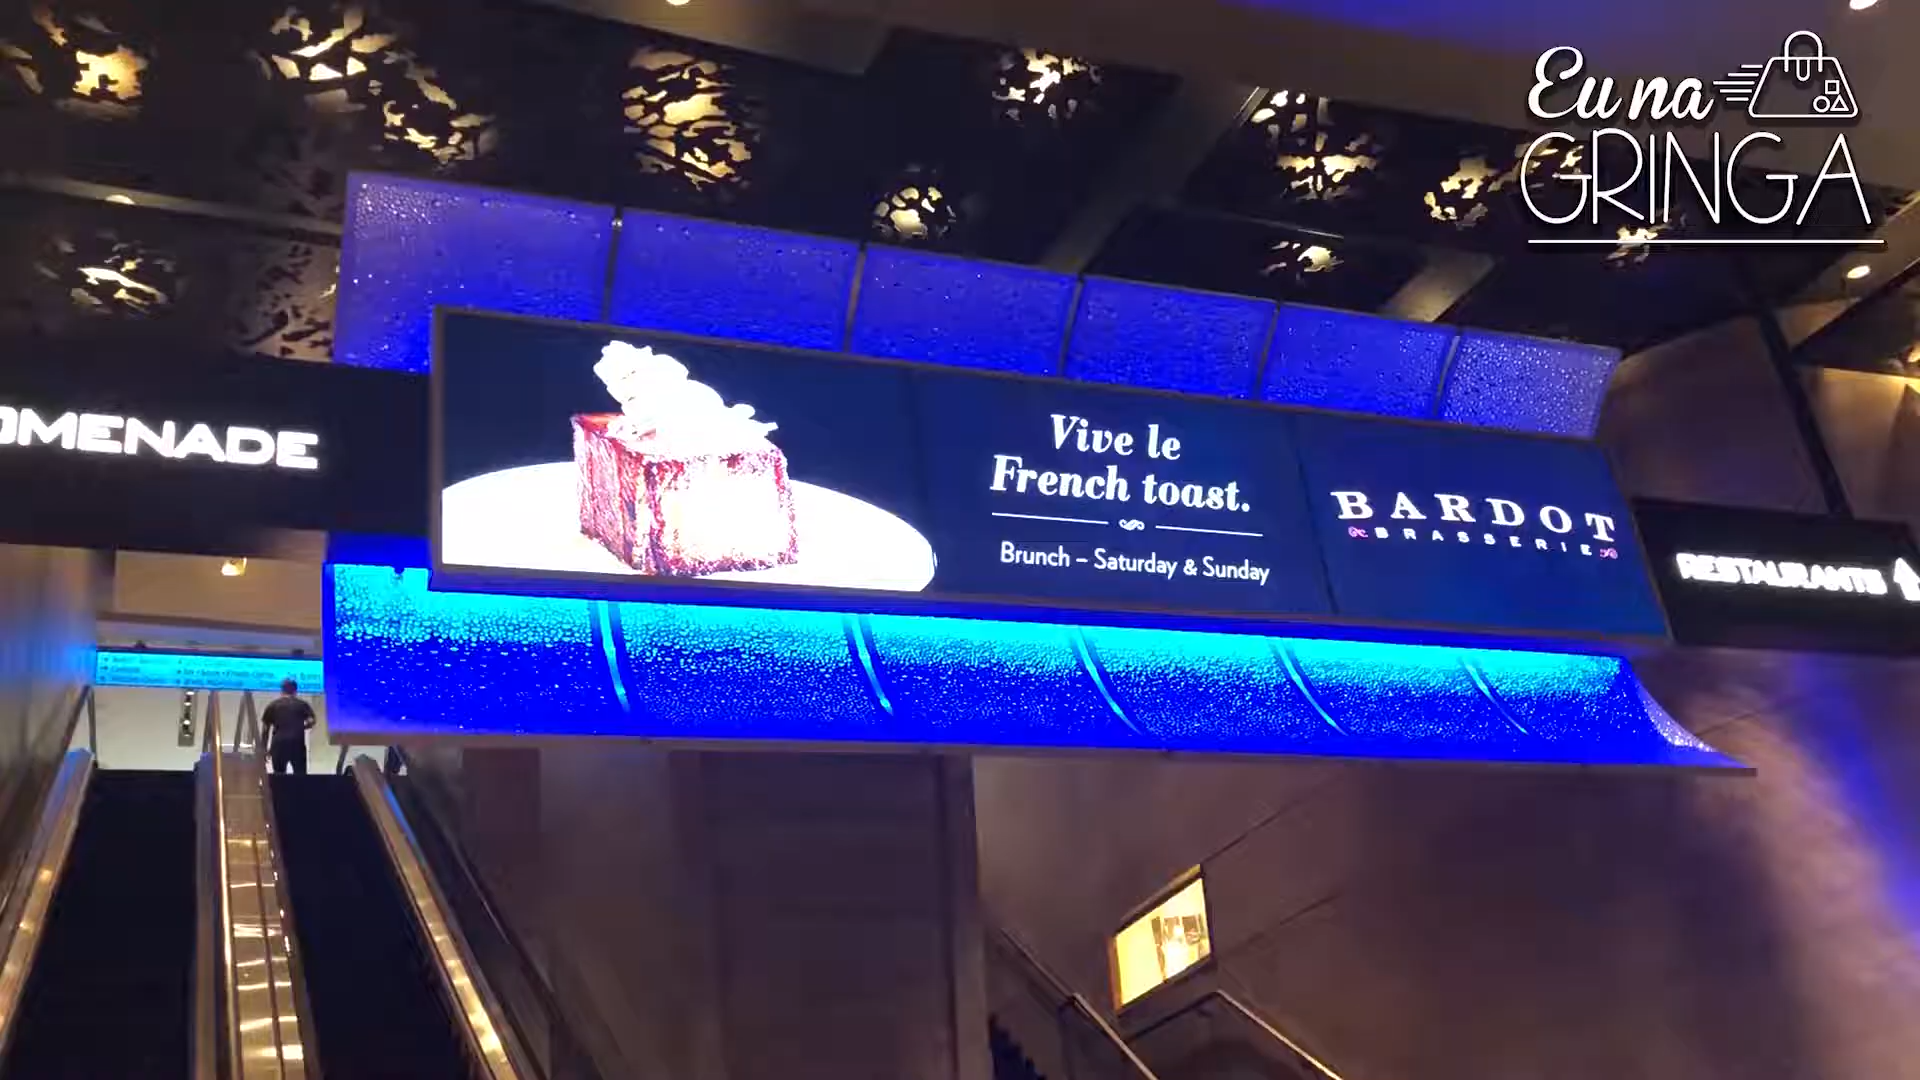 Eu na
GRINGA
OMENADE
Vive le
French toast.
Brunch – Saturday & Sunday
BARDOT
BRASSERIE
RESTAURANTS